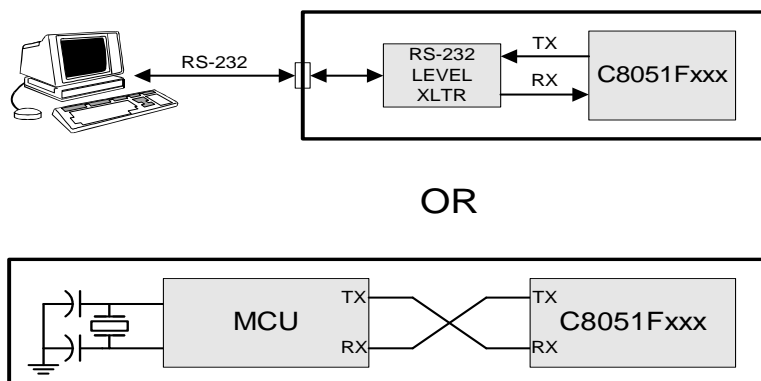 RS-232
RS-232
LEVEL
XLTR
TX
RX
C8051Fxxx
OR
MCU
TX
RX
TX
RX
C8051Fxxx